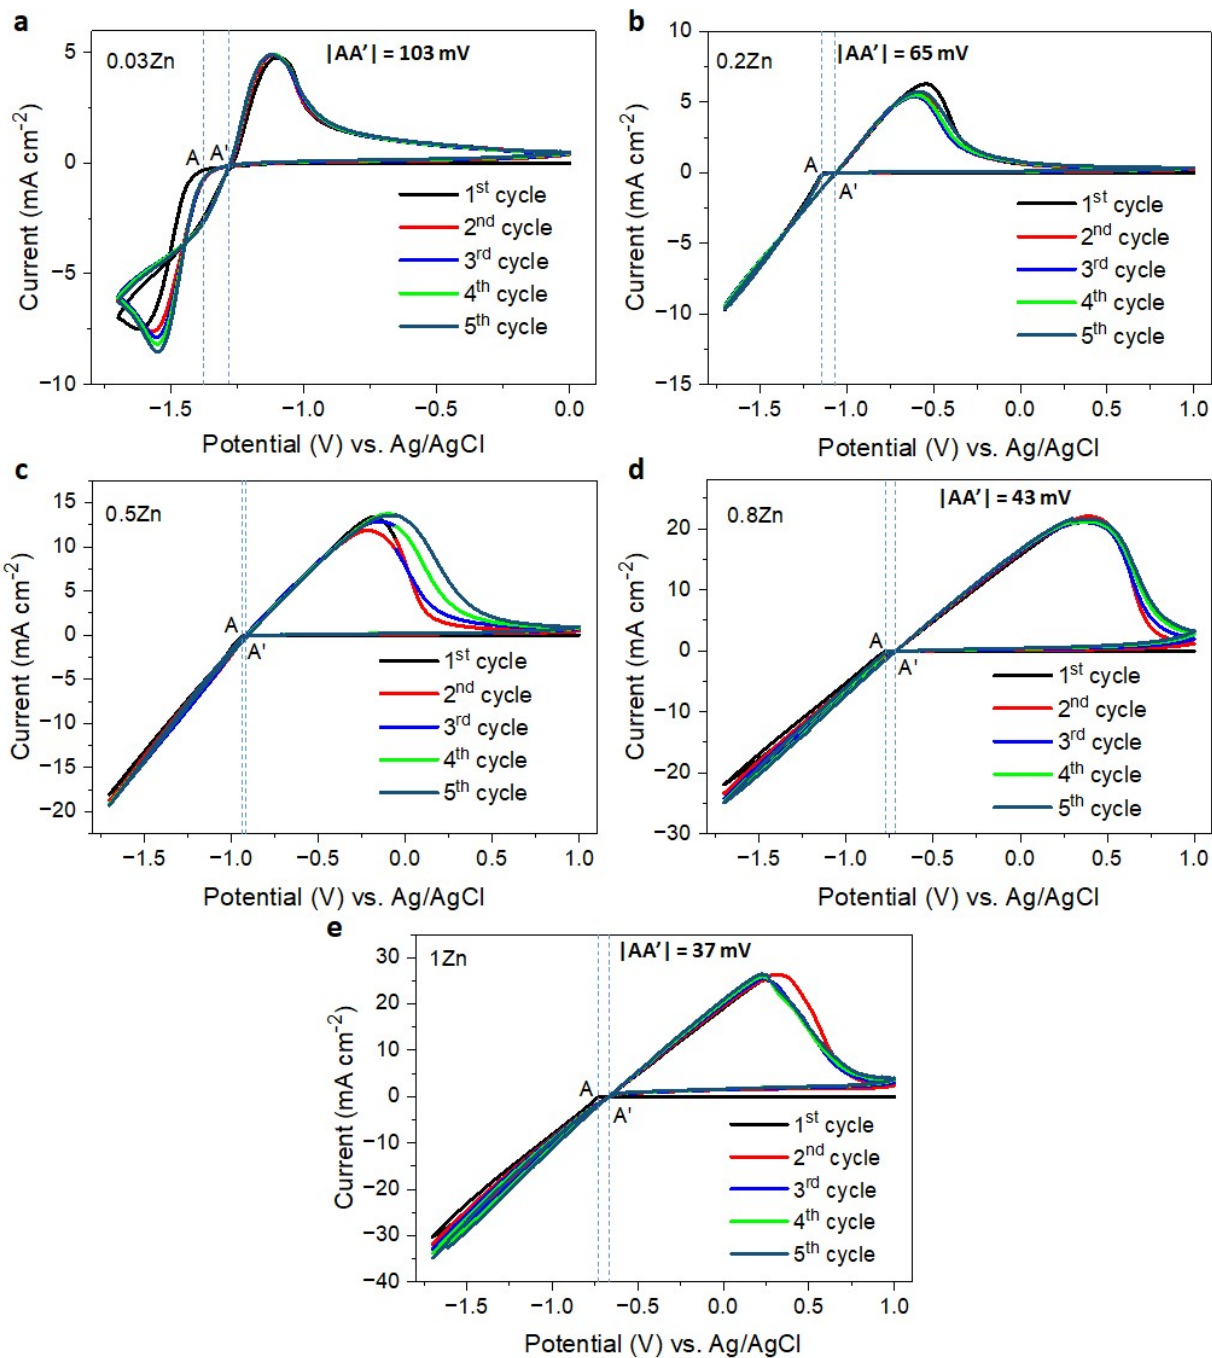 a
0.03Zn
|AA'| = 103 mV
A
A'
1st cycle
2nd cycle
3rd cycle
4th cycle
5th cycle
5
0
−5
−10
−1.5
−1.0
−0.5
0.0
Current (mA cm−2)
Potential (V) vs. Ag/AgCl
b
0.2Zn
|AA'| = 65 mV
A
A'
1st cycle
2nd cycle
3rd cycle
4th cycle
5th cycle
10
5
0
−5
−10
−15
−1.5
−1.0
−0.5
0.0
0.5
1.0
Current (mA cm−2)
Potential (V) vs. Ag/AgCl
c
0.5Zn
A
A'
1st cycle
2nd cycle
3rd cycle
4th cycle
5th cycle
15
10
5
0
−5
−10
−15
−20
−1.5
−1.0
−0.5
0.0
0.5
1.0
Current (mA cm−2)
Potential (V) vs. Ag/AgCl
d
0.8Zn
|AA'| = 43 mV
A
A'
1st cycle
2nd cycle
3rd cycle
4th cycle
5th cycle
20
10
0
−10
−20
−30
−1.5
−1.0
−0.5
0.0
0.5
1.0
Current (mA cm−2)
Potential (V) vs. Ag/AgCl
e
1Zn
|AA'| = 37 mV
A
A'
1st cycle
2nd cycle
3rd cycle
4th cycle
5th cycle
30
20
10
0
−10
−20
−30
−40
−1.5
−1.0
−0.5
0.0
0.5
1.0
Current (mA cm−2)
Potential (V) vs. Ag/AgCl